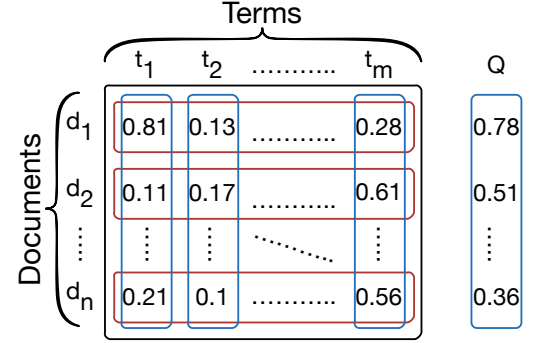 Terms
t1 t2 ........... tm Q
Documents
d1 0.81 0.13 ........... 0.28 0.78
d2 0.11 0.17 ........... 0.61 0.51
dn 0.21 0.1 ........... 0.56 0.36